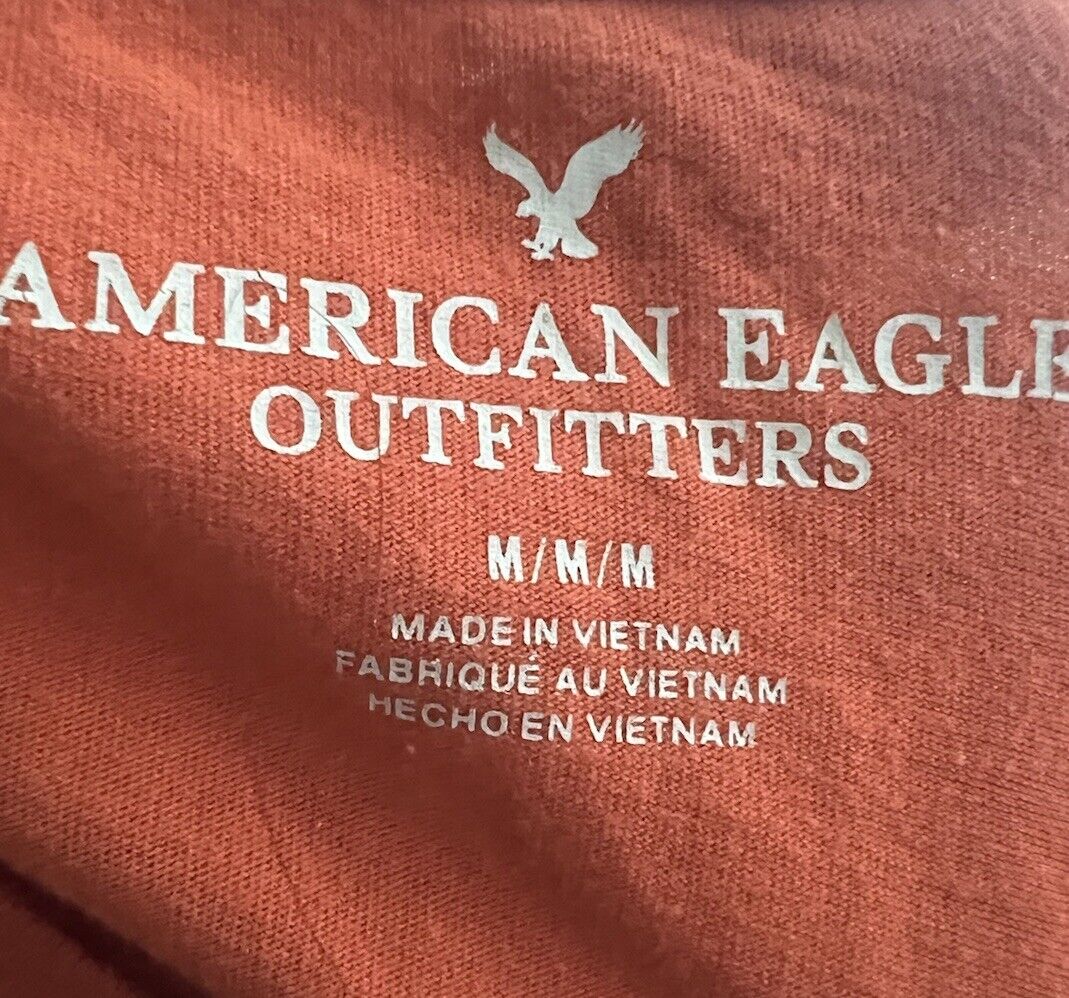 AMERICAN EAGLE
OUTFITTERS
M/M/M
MADE IN VIETNAM
FABRIQUÉ AU VIETNAM
HECHO EN VIETNAM